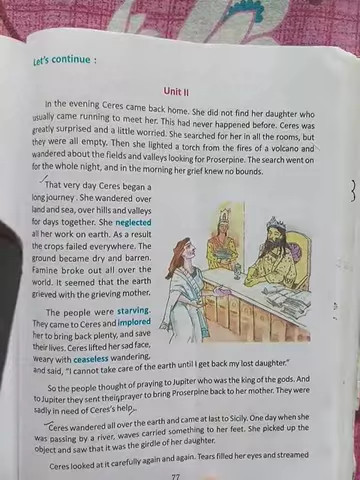 Let's continue :
Unit II
In the evening Ceres came back home. She did not find her daughter who
usually came running to meet her. This had never happened before. Ceres was
greatly surprised and a little worried. She searched for her in all the rooms, but
they were all empty. Then she lighted a torch from the fires of a volcano and
wandered about the fields and valleys looking for Proserpine. The search went on
for the whole night, and in the morning her grief knew no bounds.
That very day Ceres began a
long journey. She wandered over
land and sea, over hills and valleys
for days together. She neglected
all her work on earth. As a result
the crops failed everywhere. The
ground became dry and barren.
Famine broke out all over the
world. It seemed that the earth
grieved with the grieving mother.
The people were starving.
They came to Ceres and implored
her to bring back plenty, and save
their lives. Ceres lifted her sad face,
weary with ceaseless wandering,
and said, "I cannot take care of the earth until I get back my lost daughter."
So the people thought of praying to Jupiter who was the king of the gods. And
to Jupiter they sent their prayer to bring Proserpine back to her mother. They were
sadly in need of Ceres's help.
Ceres wandered all over the earth and came at last to Sicily. One day when she
was passing by a river, waves carried something to her feet. She picked up the
object and saw that it was the girdle of her daughter.
Ceres looked at it carefully again and again. Tears filled her eyes and streamed
77